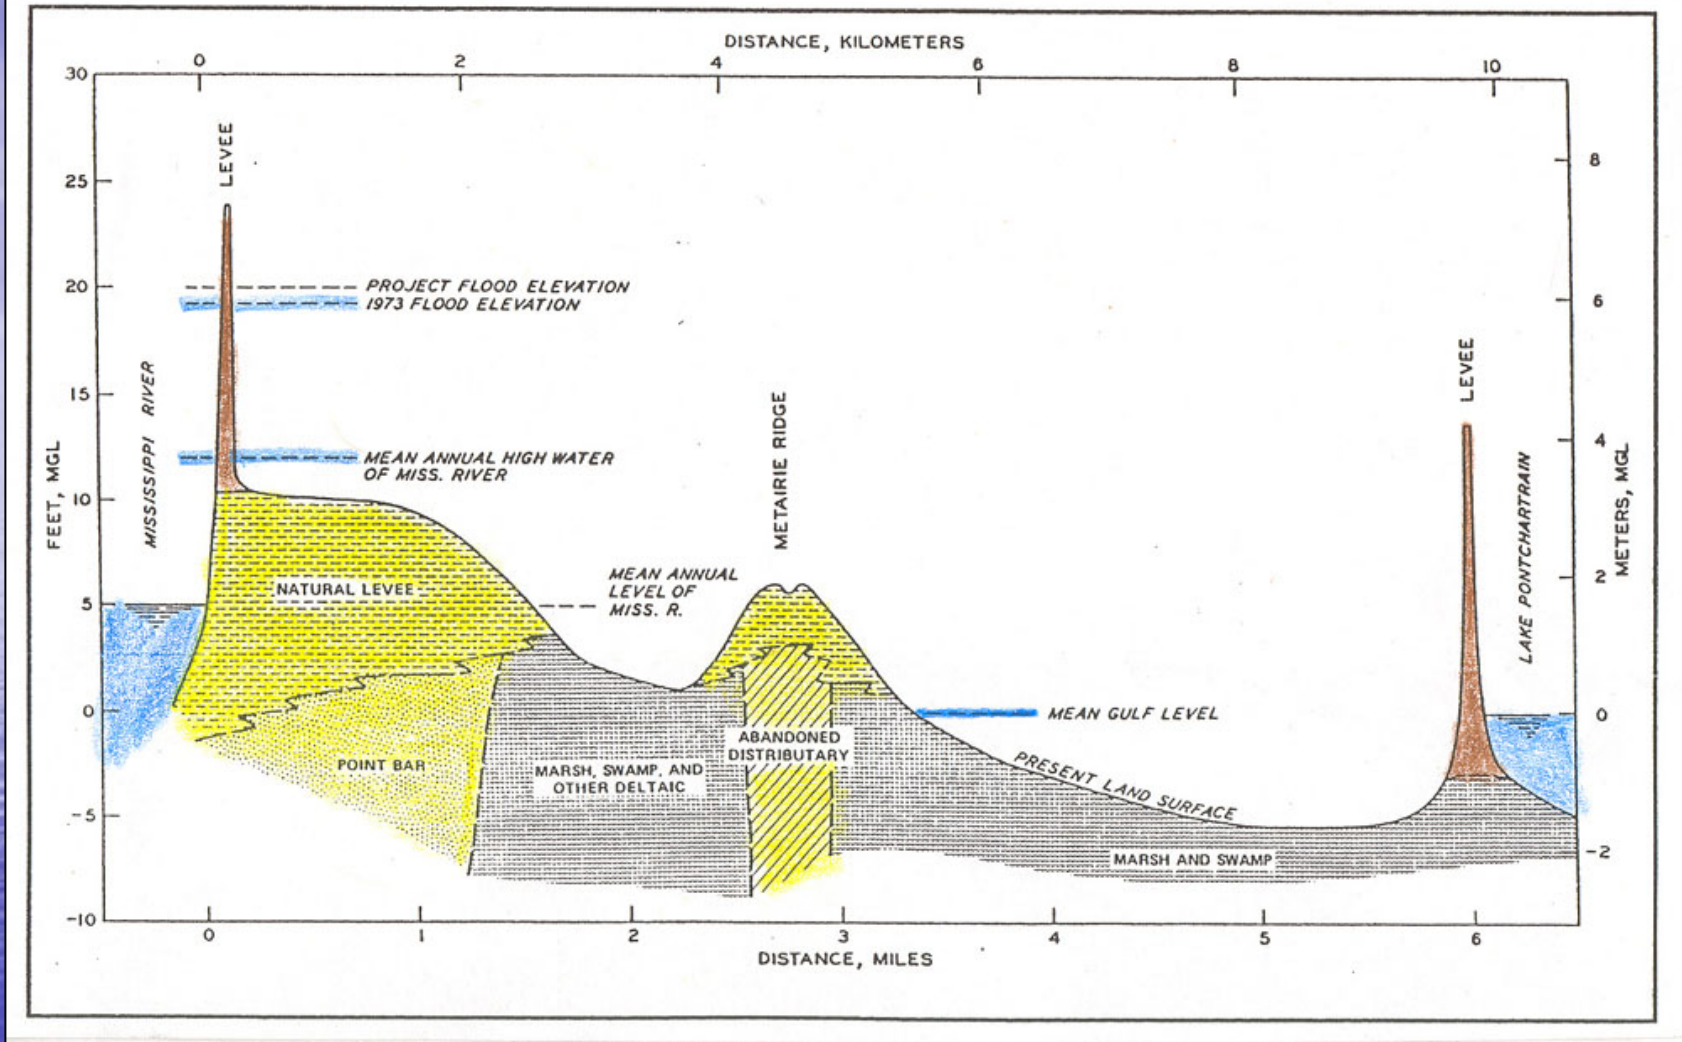 DISTANCE, KILOMETERS
0 2 4 6 8 10
30
25
20
15
10
5
0
-5
-10
FEET, MGL
8
6
4
2
0
-2
METERS, MGL
LEVEE
PROJECT FLOOD ELEVATION
1973 FLOOD ELEVATION
MISSISSIPPI RIVER
MEAN ANNUAL HIGH WATER
OF MISS. RIVER
METAIRIE RIDGE
LEVEE
LAKE PONTCHARTRAIN
NATURAL LEVEE
MEAN ANNUAL
LEVEL OF
MISS. R.
MEAN GULF LEVEL
POINT BAR
MARSH, SWAMP, AND
OTHER DELTAIC
ABANDONED
DISTRIBUTARY
PRESENT LAND SURFACE
MARSH AND SWAMP
0 1 2 3 4 5 6
DISTANCE, MILES